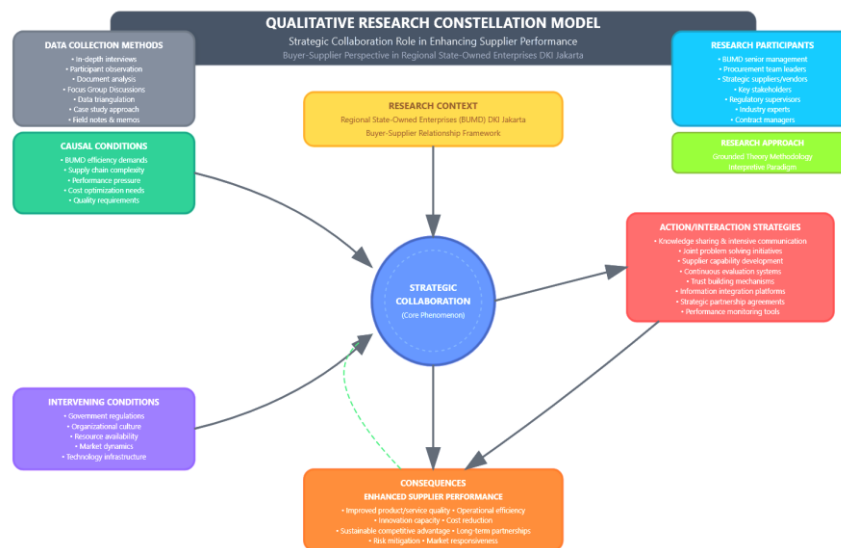 QUALITATIVE RESEARCH CONSTELLATION MODEL
Strategic Collaboration Role in Enhancing Supplier Performance
Buyer-Supplier Perspective in Regional State-Owned Enterprises DKI Jakarta
DATA COLLECTION METHODS
• In-depth interviews
• Participant observation
• Document analysis
• Focus Group Discussions
• Data triangulation
• Case study approach
• Field notes & memos
RESEARCH PARTICIPANTS
• BUMD senior management
• Procurement team leaders
• Strategic suppliers/vendors
• Key stakeholders
• Regulatory supervisors
• Industry experts
• Contract managers
RESEARCH CONTEXT
Regional State-Owned Enterprises (BUMD) DKI Jakarta
Buyer-Supplier Relationship Framework
CAUSAL CONDITIONS
• BUMD efficiency demands
• Supply chain complexity
• Performance pressure
• Cost optimization needs
• Quality requirements
RESEARCH APPROACH
Grounded Theory Methodology
Interpretive Paradigm
ACTION/INTERACTION STRATEGIES
• Knowledge sharing & intensive communication
• Joint problem solving initiatives
• Supplier capability development
• Continuous evaluation systems
• Trust building mechanisms
• Information integration platforms
• Strategic partnership agreements
• Performance monitoring tools
STRATEGIC
COLLABORATION
(Core Phenomenon)
INTERVENING CONDITIONS
• Government regulations
• Organizational culture
• Resource availability
• Market dynamics
• Technology infrastructure
CONSEQUENCES
ENHANCED SUPPLIER PERFORMANCE
• Improved product/service quality • Operational efficiency
• Innovation capacity • Cost reduction
• Sustainable competitive advantage • Long-term partnerships
• Risk mitigation • Market responsiveness